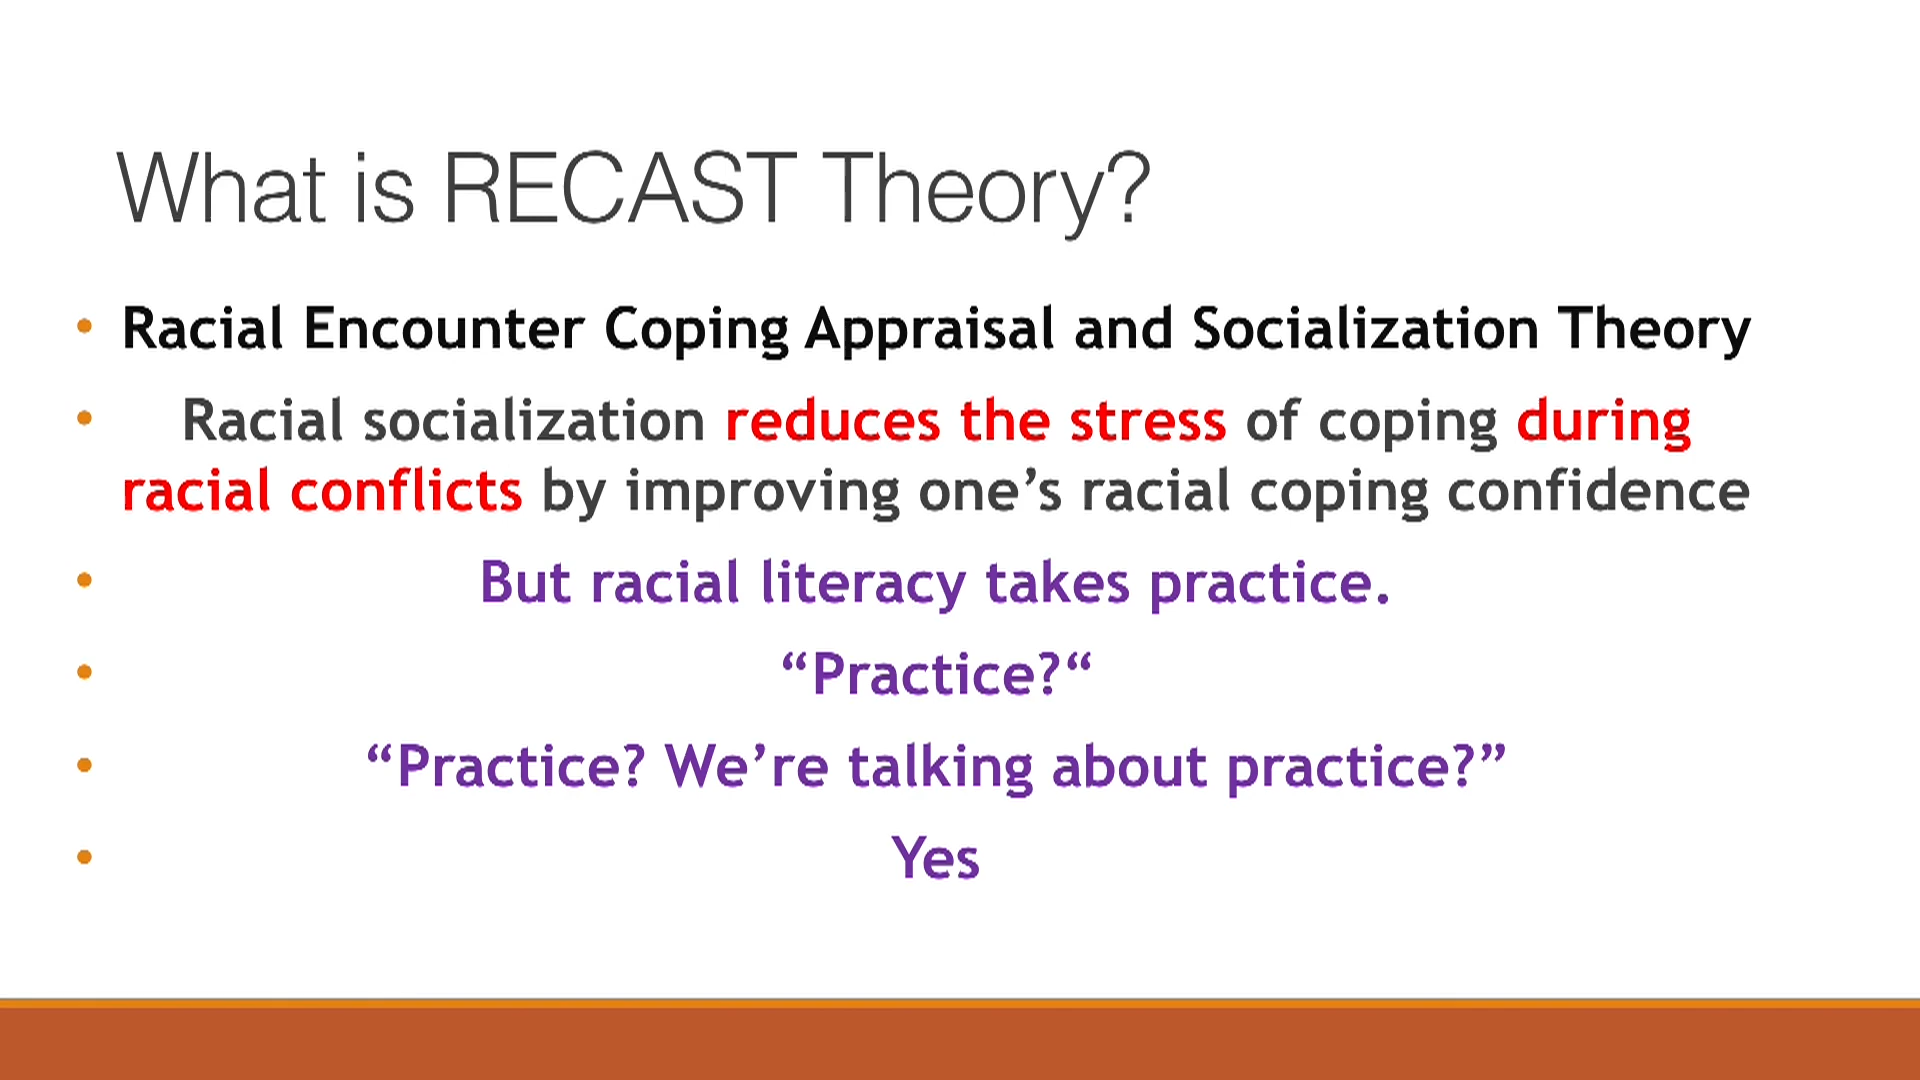 What is RECAST Theory?
• Racial Encounter Coping Appraisal and Socialization Theory
• Racial socialization reduces the stress of coping during
racial conflicts by improving one’s racial coping confidence
• But racial literacy takes practice.
• “Practice?“
• “Practice? We’re talking about practice?”
• Yes